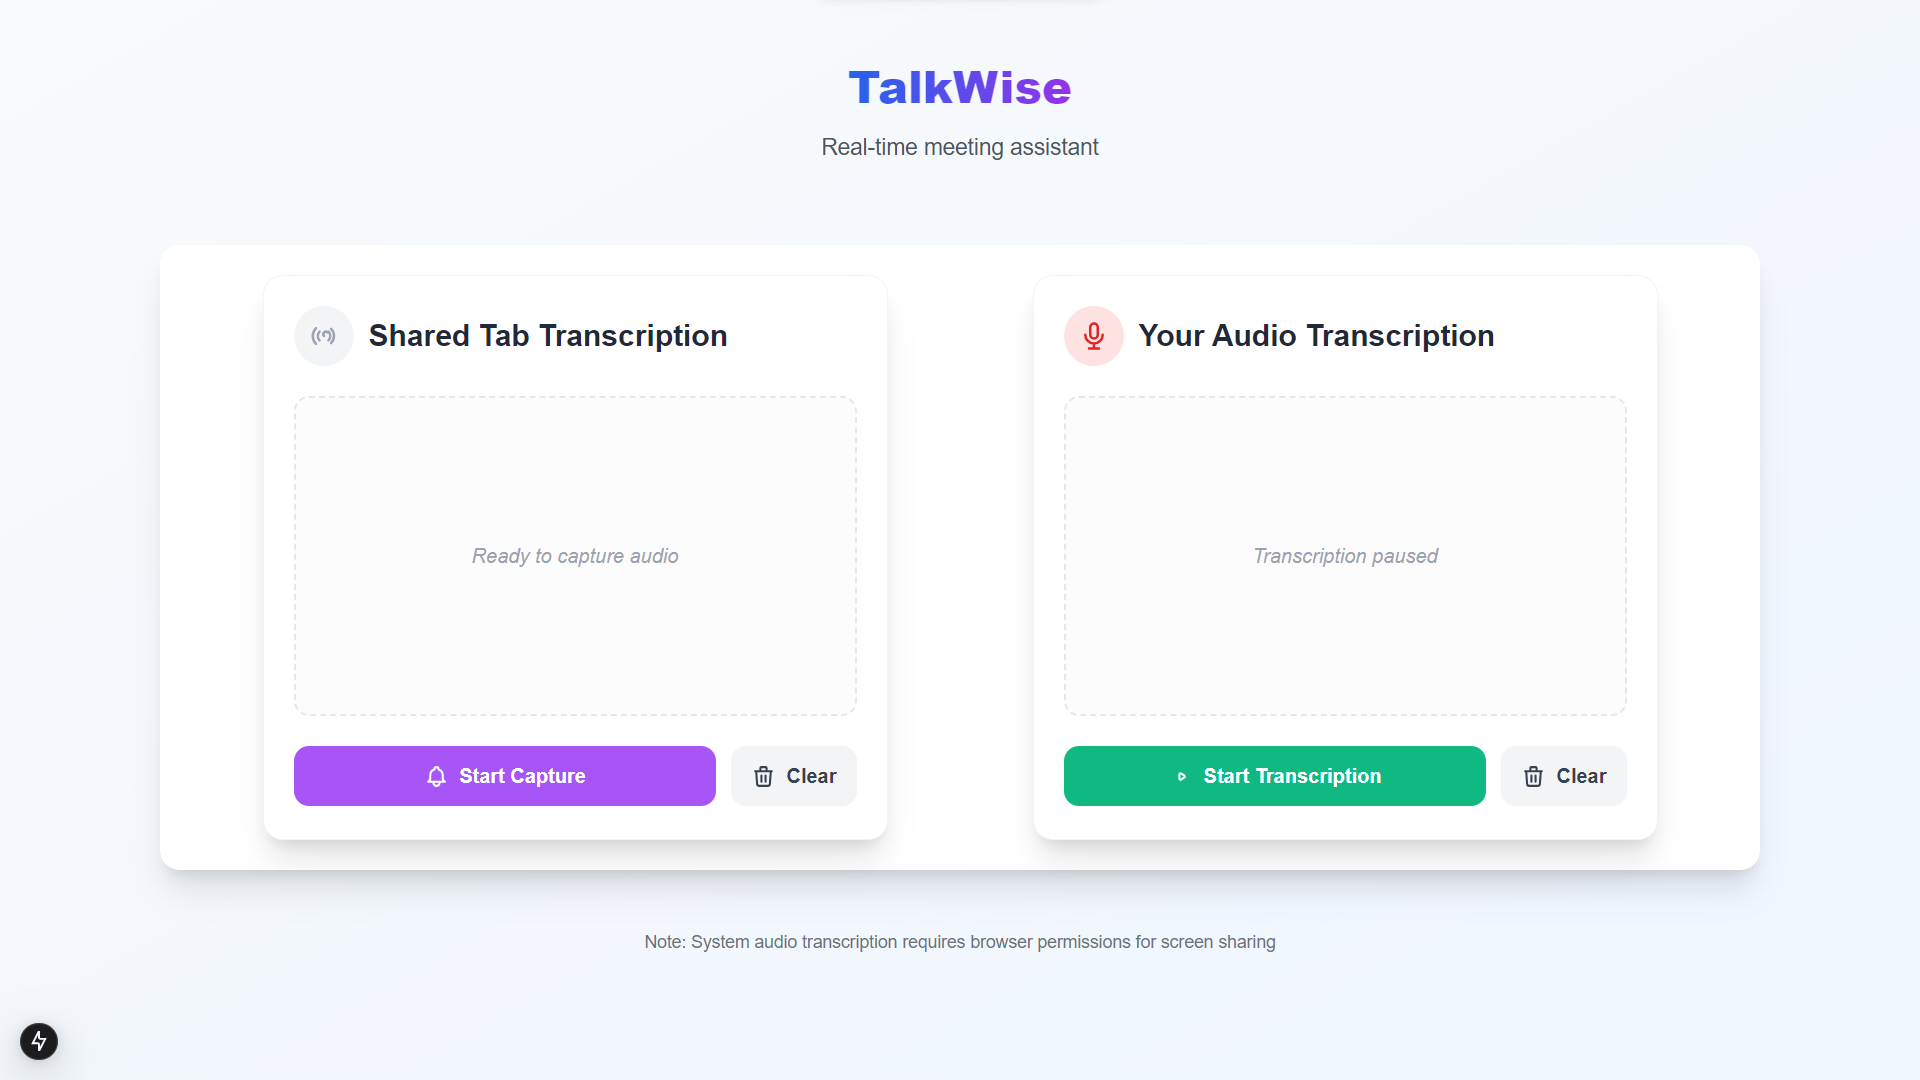 TalkWise
Real-time meeting assistant
Shared Tab Transcription
Ready to capture audio
Start Capture
Clear
Your Audio Transcription
Transcription paused
Start Transcription
Clear
Note: System audio transcription requires browser permissions for screen sharing